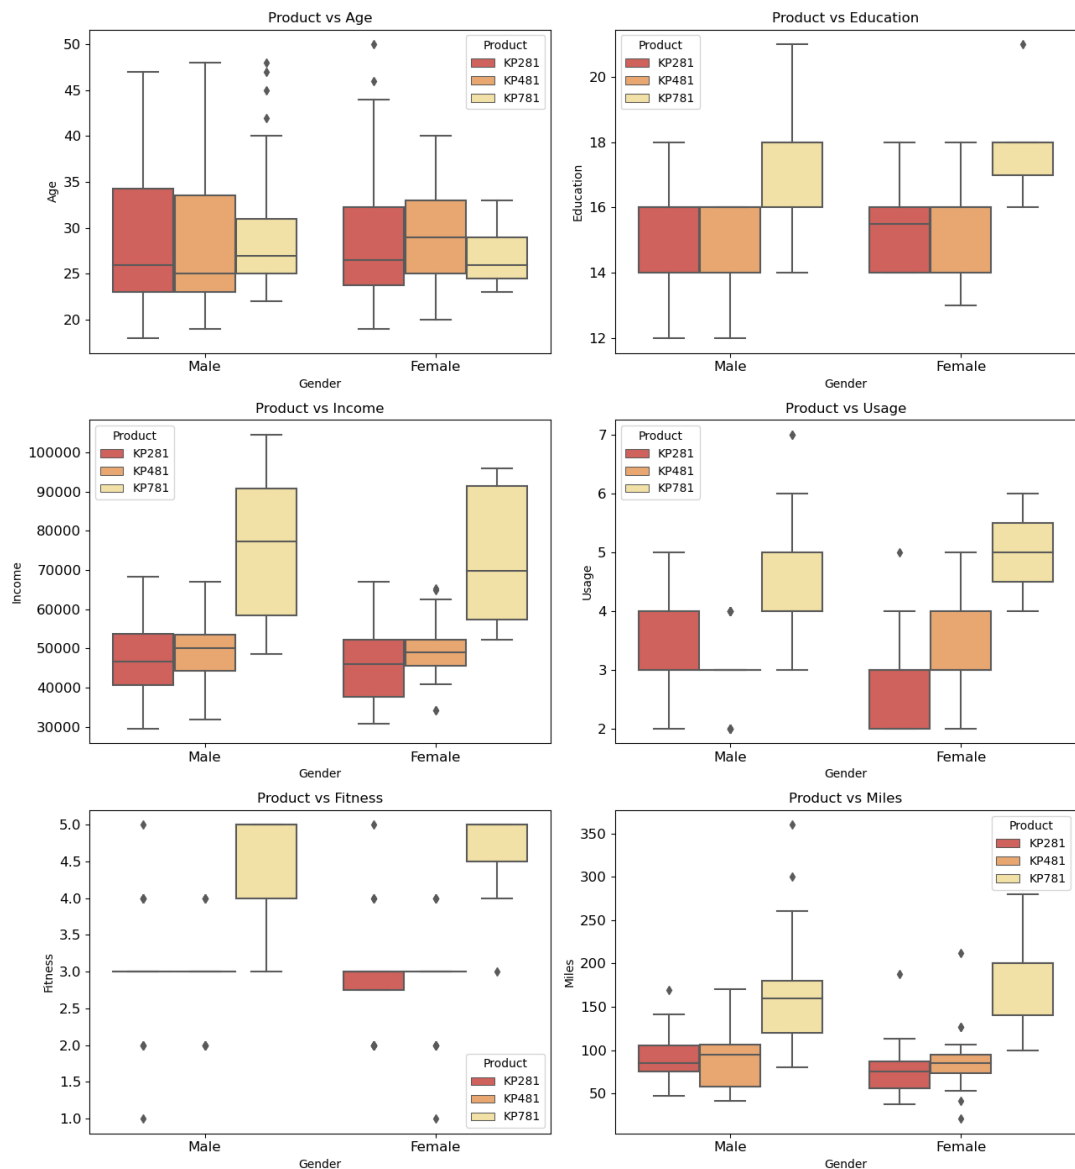 Product vs Age
Age
50
45
40
35
30
25
20
Product
KP281
KP481
KP781
Male
Female
Gender
Product vs Education
Education
20
18
16
14
12
Product
KP281
KP481
KP781
Male
Female
Gender
Product vs Income
Income
100000
90000
80000
70000
60000
50000
40000
30000
Product
KP281
KP481
KP781
Male
Female
Gender
Product vs Usage
Usage
7
6
5
4
3
2
Product
KP281
KP481
KP781
Male
Female
Gender
Product vs Fitness
Fitness
5.0
4.5
4.0
3.5
3.0
2.5
2.0
1.5
1.0
Product
KP281
KP481
KP781
Male
Female
Gender
Product vs Miles
Miles
350
300
250
200
150
100
50
Product
KP281
KP481
KP781
Male
Female
Gender